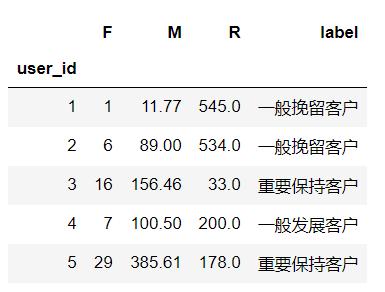 F M R label
user_id
1 1 11.77 545.0 一般挽留客户
2 6 89.00 534.0 一般挽留客户
3 16 156.46 33.0 重要保持客户
4 7 100.50 200.0 一般发展客户
5 29 385.61 178.0 重要保持客户